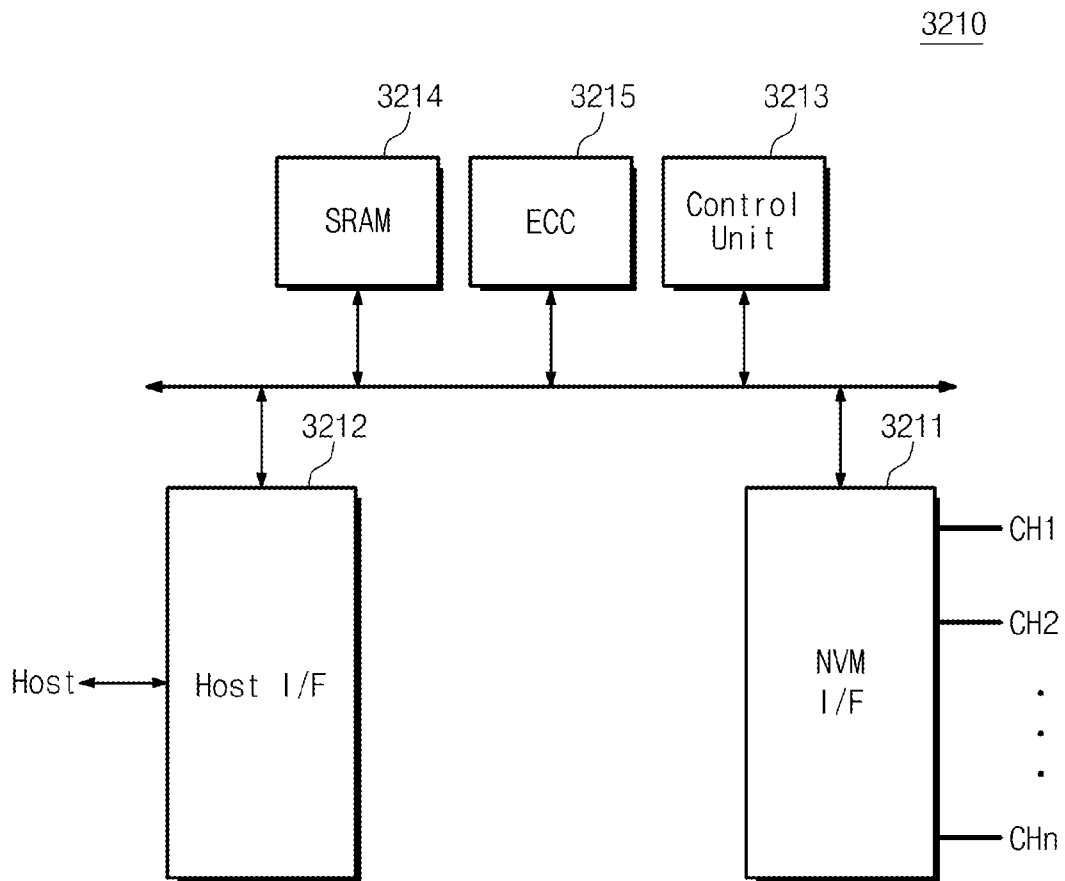 3210
3214
3215
3213
SRAM
ECC
Control
Unit
3212
3211
Host
Host I/F
NVM
I/F
CH1
CH2
CHn